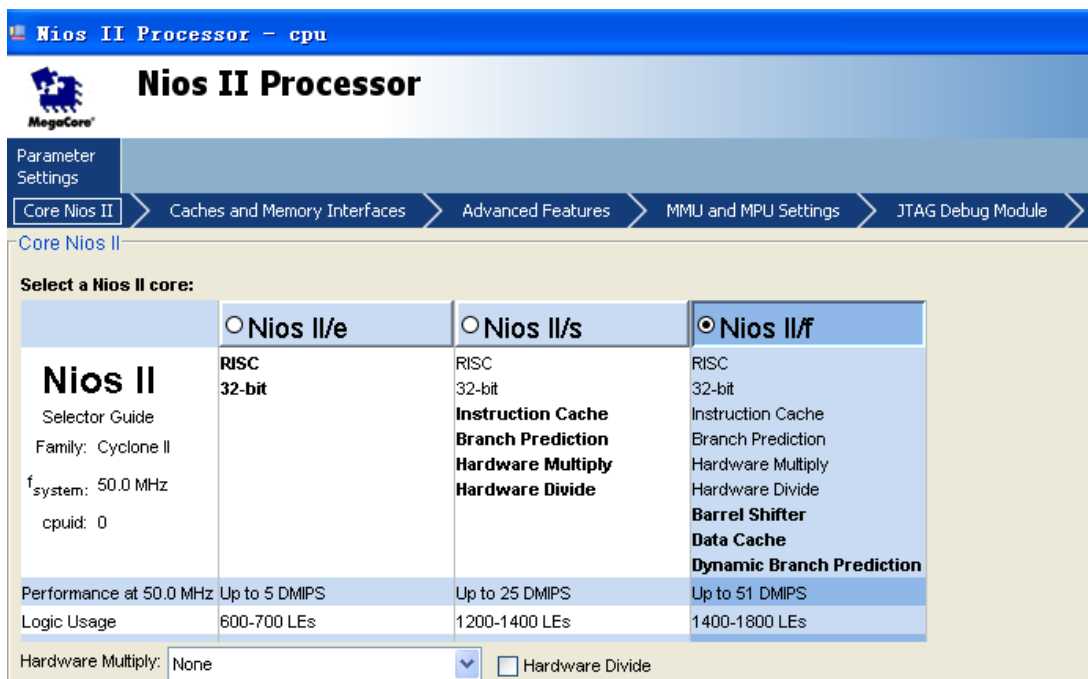 Nios II Processor - cpu
Nios II Processor
MegaCore®
Parameter
Settings
Core Nios II Caches and Memory Interfaces Advanced Features MMU and MPU Settings JTAG Debug Module
Core Nios II
Select a Nios II core:
Nios II/e Nios II/s Nios II/f
Nios II
Selector Guide
Family: Cyclone II
fsystem: 50.0 MHz
cpuid: 0
RISC
32-bit
RISC
32-bit
Instruction Cache
Branch Prediction
Hardware Multiply
Hardware Divide
RISC
32-bit
Instruction Cache
Branch Prediction
Hardware Multiply
Hardware Divide
Barrel Shifter
Data Cache
Dynamic Branch Prediction
Performance at 50.0 MHz Up to 5 DMIPS Up to 25 DMIPS Up to 51 DMIPS
Logic Usage 600-700 LEs 1200-1400 LEs 1400-1800 LEs
Hardware Multiply: None Hardware Divide